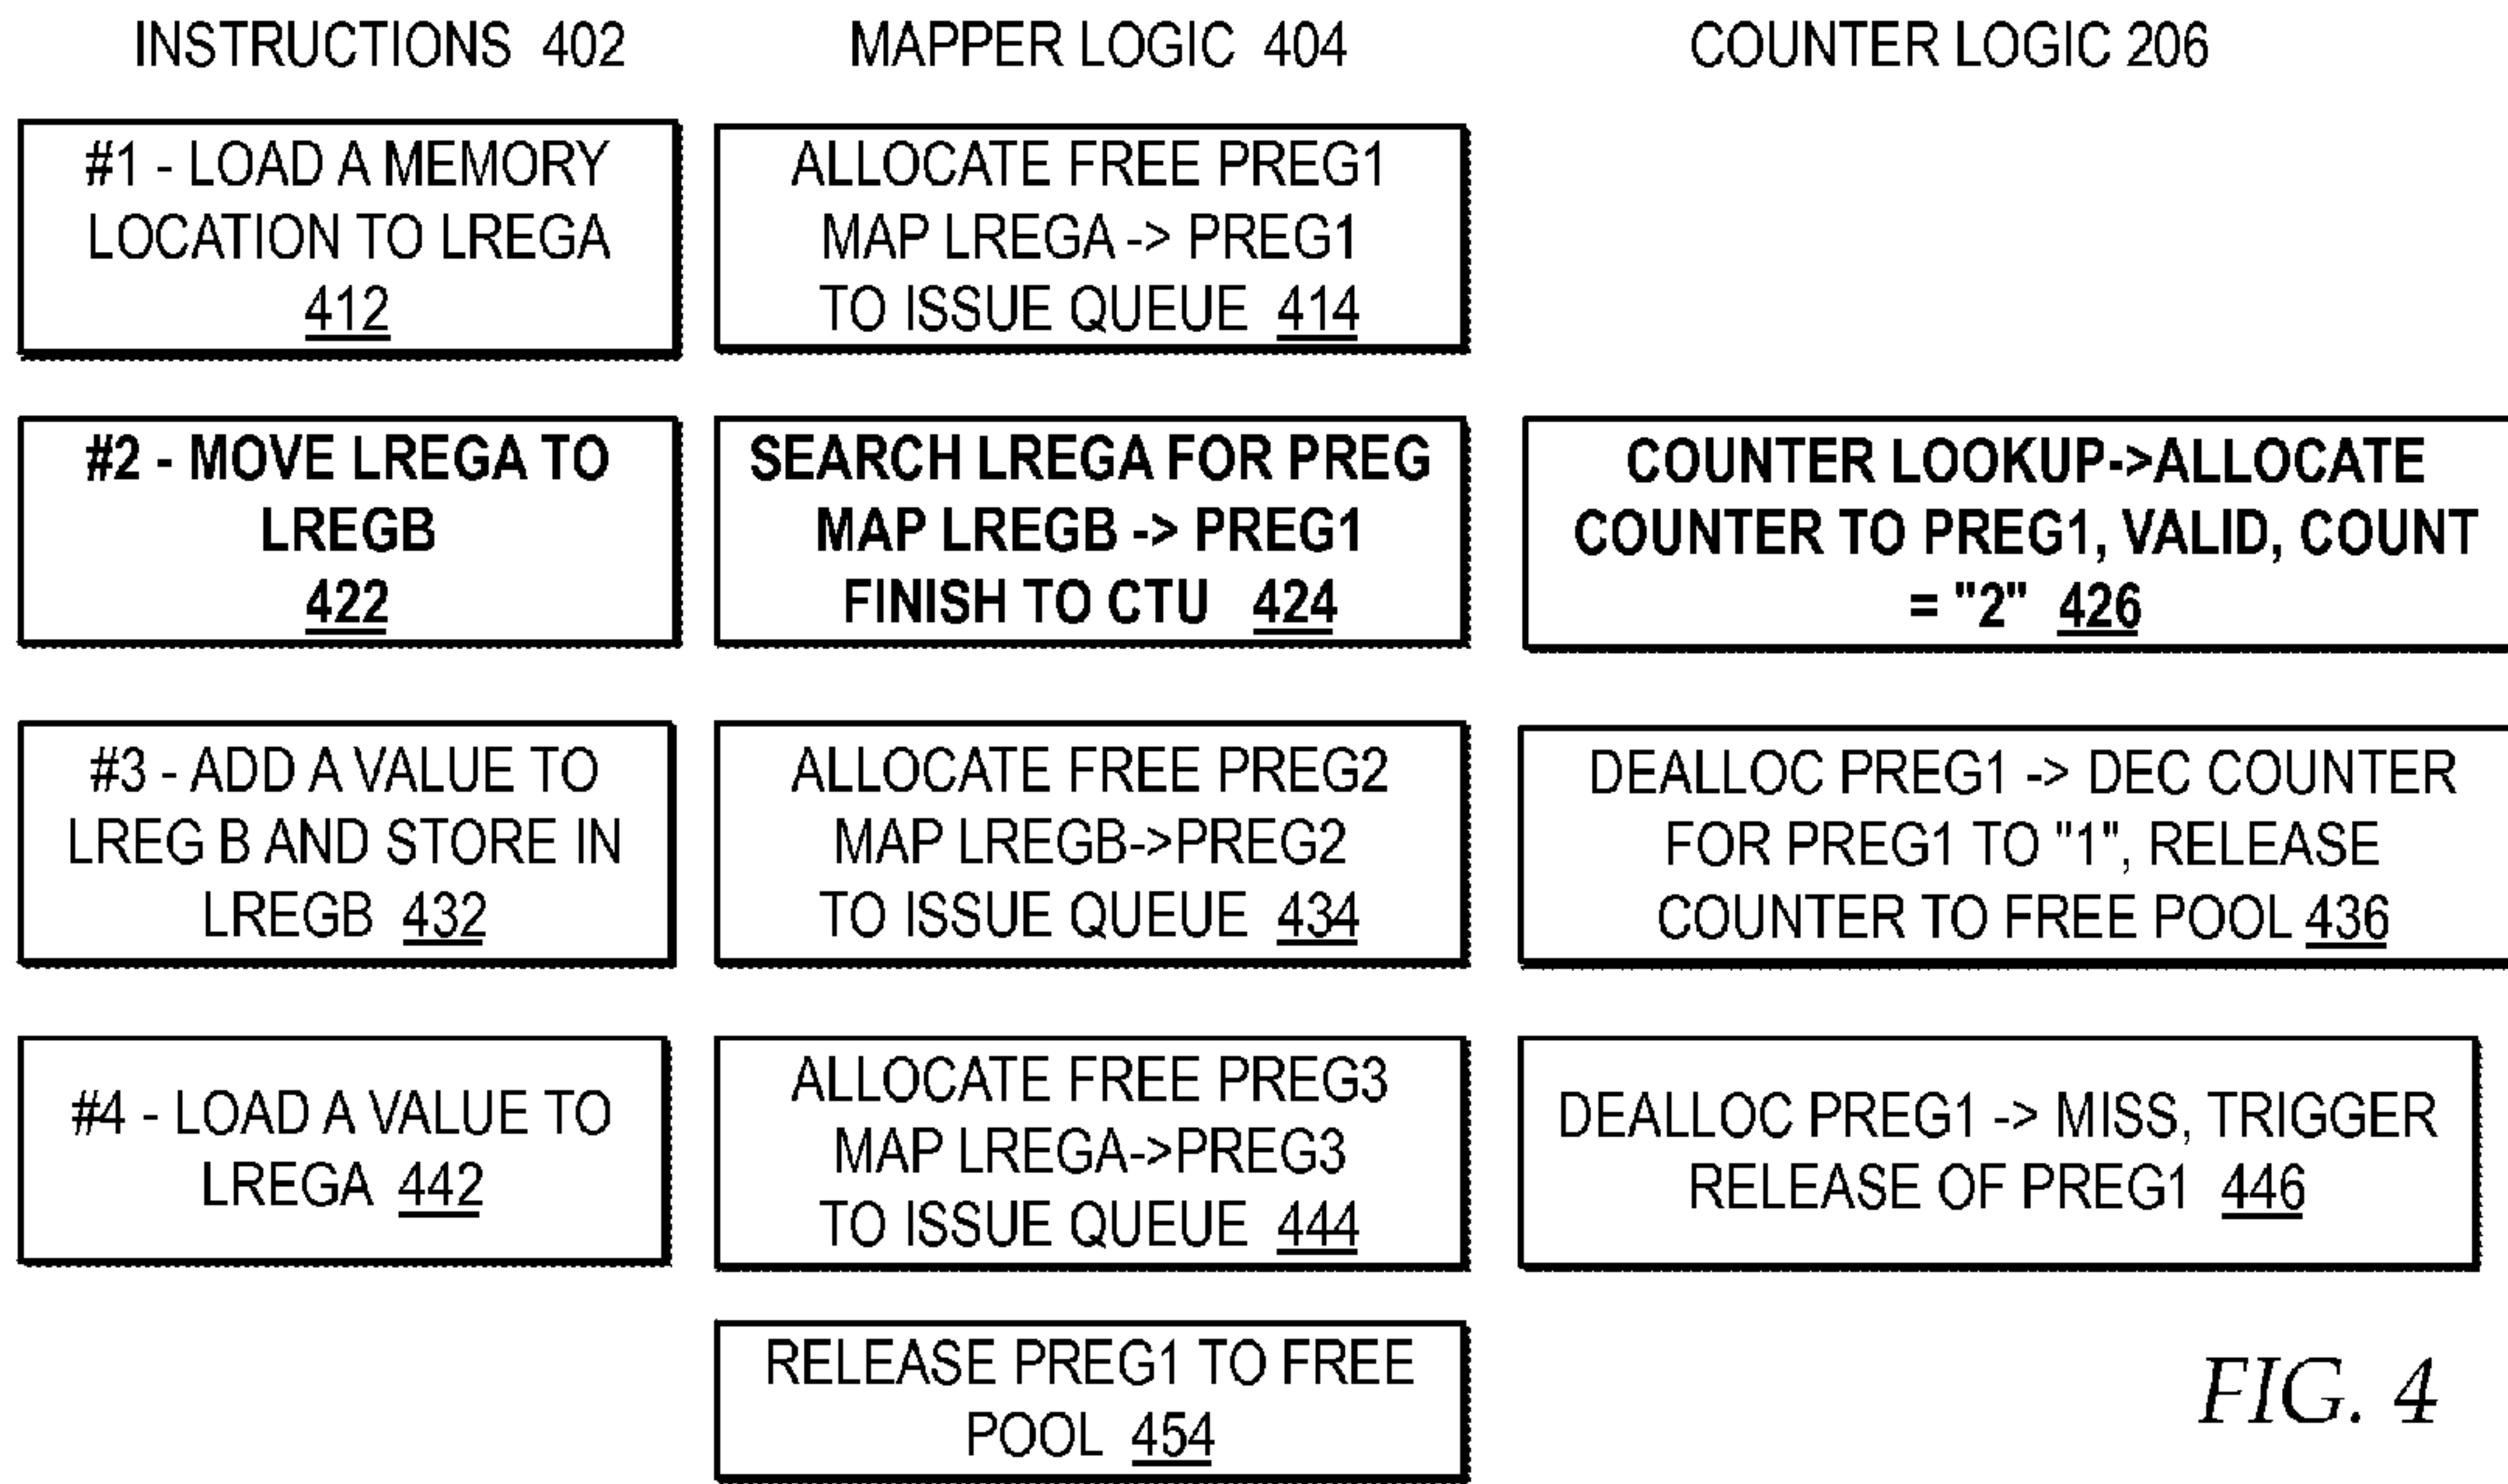 INSTRUCTIONS 402
MAPPER LOGIC 404
COUNTER LOGIC 206
#1 - LOAD A MEMORY
LOCATION TO LREGA
412
ALLOCATE FREE PREG1
MAP LREGA -> PREG1
TO ISSUE QUEUE 414
#2 - MOVE LREGA TO
LREGB
422
SEARCH LREGA FOR PREG
MAP LREGB -> PREG1
FINISH TO CTU 424
COUNTER LOOKUP->ALLOCATE
COUNTER TO PREG1, VALID, COUNT
= "2" 426
#3 - ADD A VALUE TO
LREG B AND STORE IN
LREGB 432
ALLOCATE FREE PREG2
MAP LREGB->PREG2
TO ISSUE QUEUE 434
DEALLOC PREG1 -> DEC COUNTER
FOR PREG1 TO "1", RELEASE
COUNTER TO FREE POOL 436
#4 - LOAD A VALUE TO
LREGA 442
ALLOCATE FREE PREG3
MAP LREGA->PREG3
TO ISSUE QUEUE 444
DEALLOC PREG1 -> MISS, TRIGGER
RELEASE OF PREG1 446
RELEASE PREG1 TO FREE
POOL 454
FIG. 4